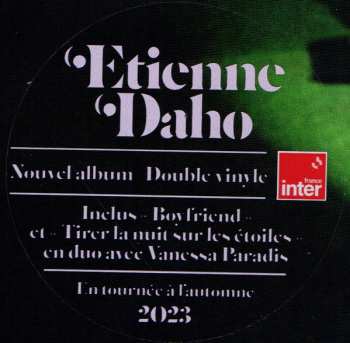 Etienne
Daho
Nouvel album Double vinyle
france
inter
Inclus « Boyfriend »
et « Tirer la nuit sur les étoiles »
en duo avec Vanessa Paradis
En tournée à l'automne
2023